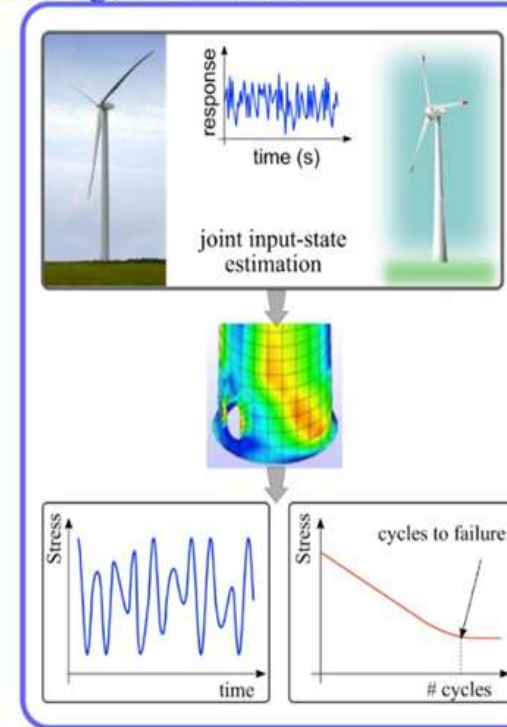 response
time (s)
joint input-state
estimation
Stress
time
Stress
cycles to failure
# cycles